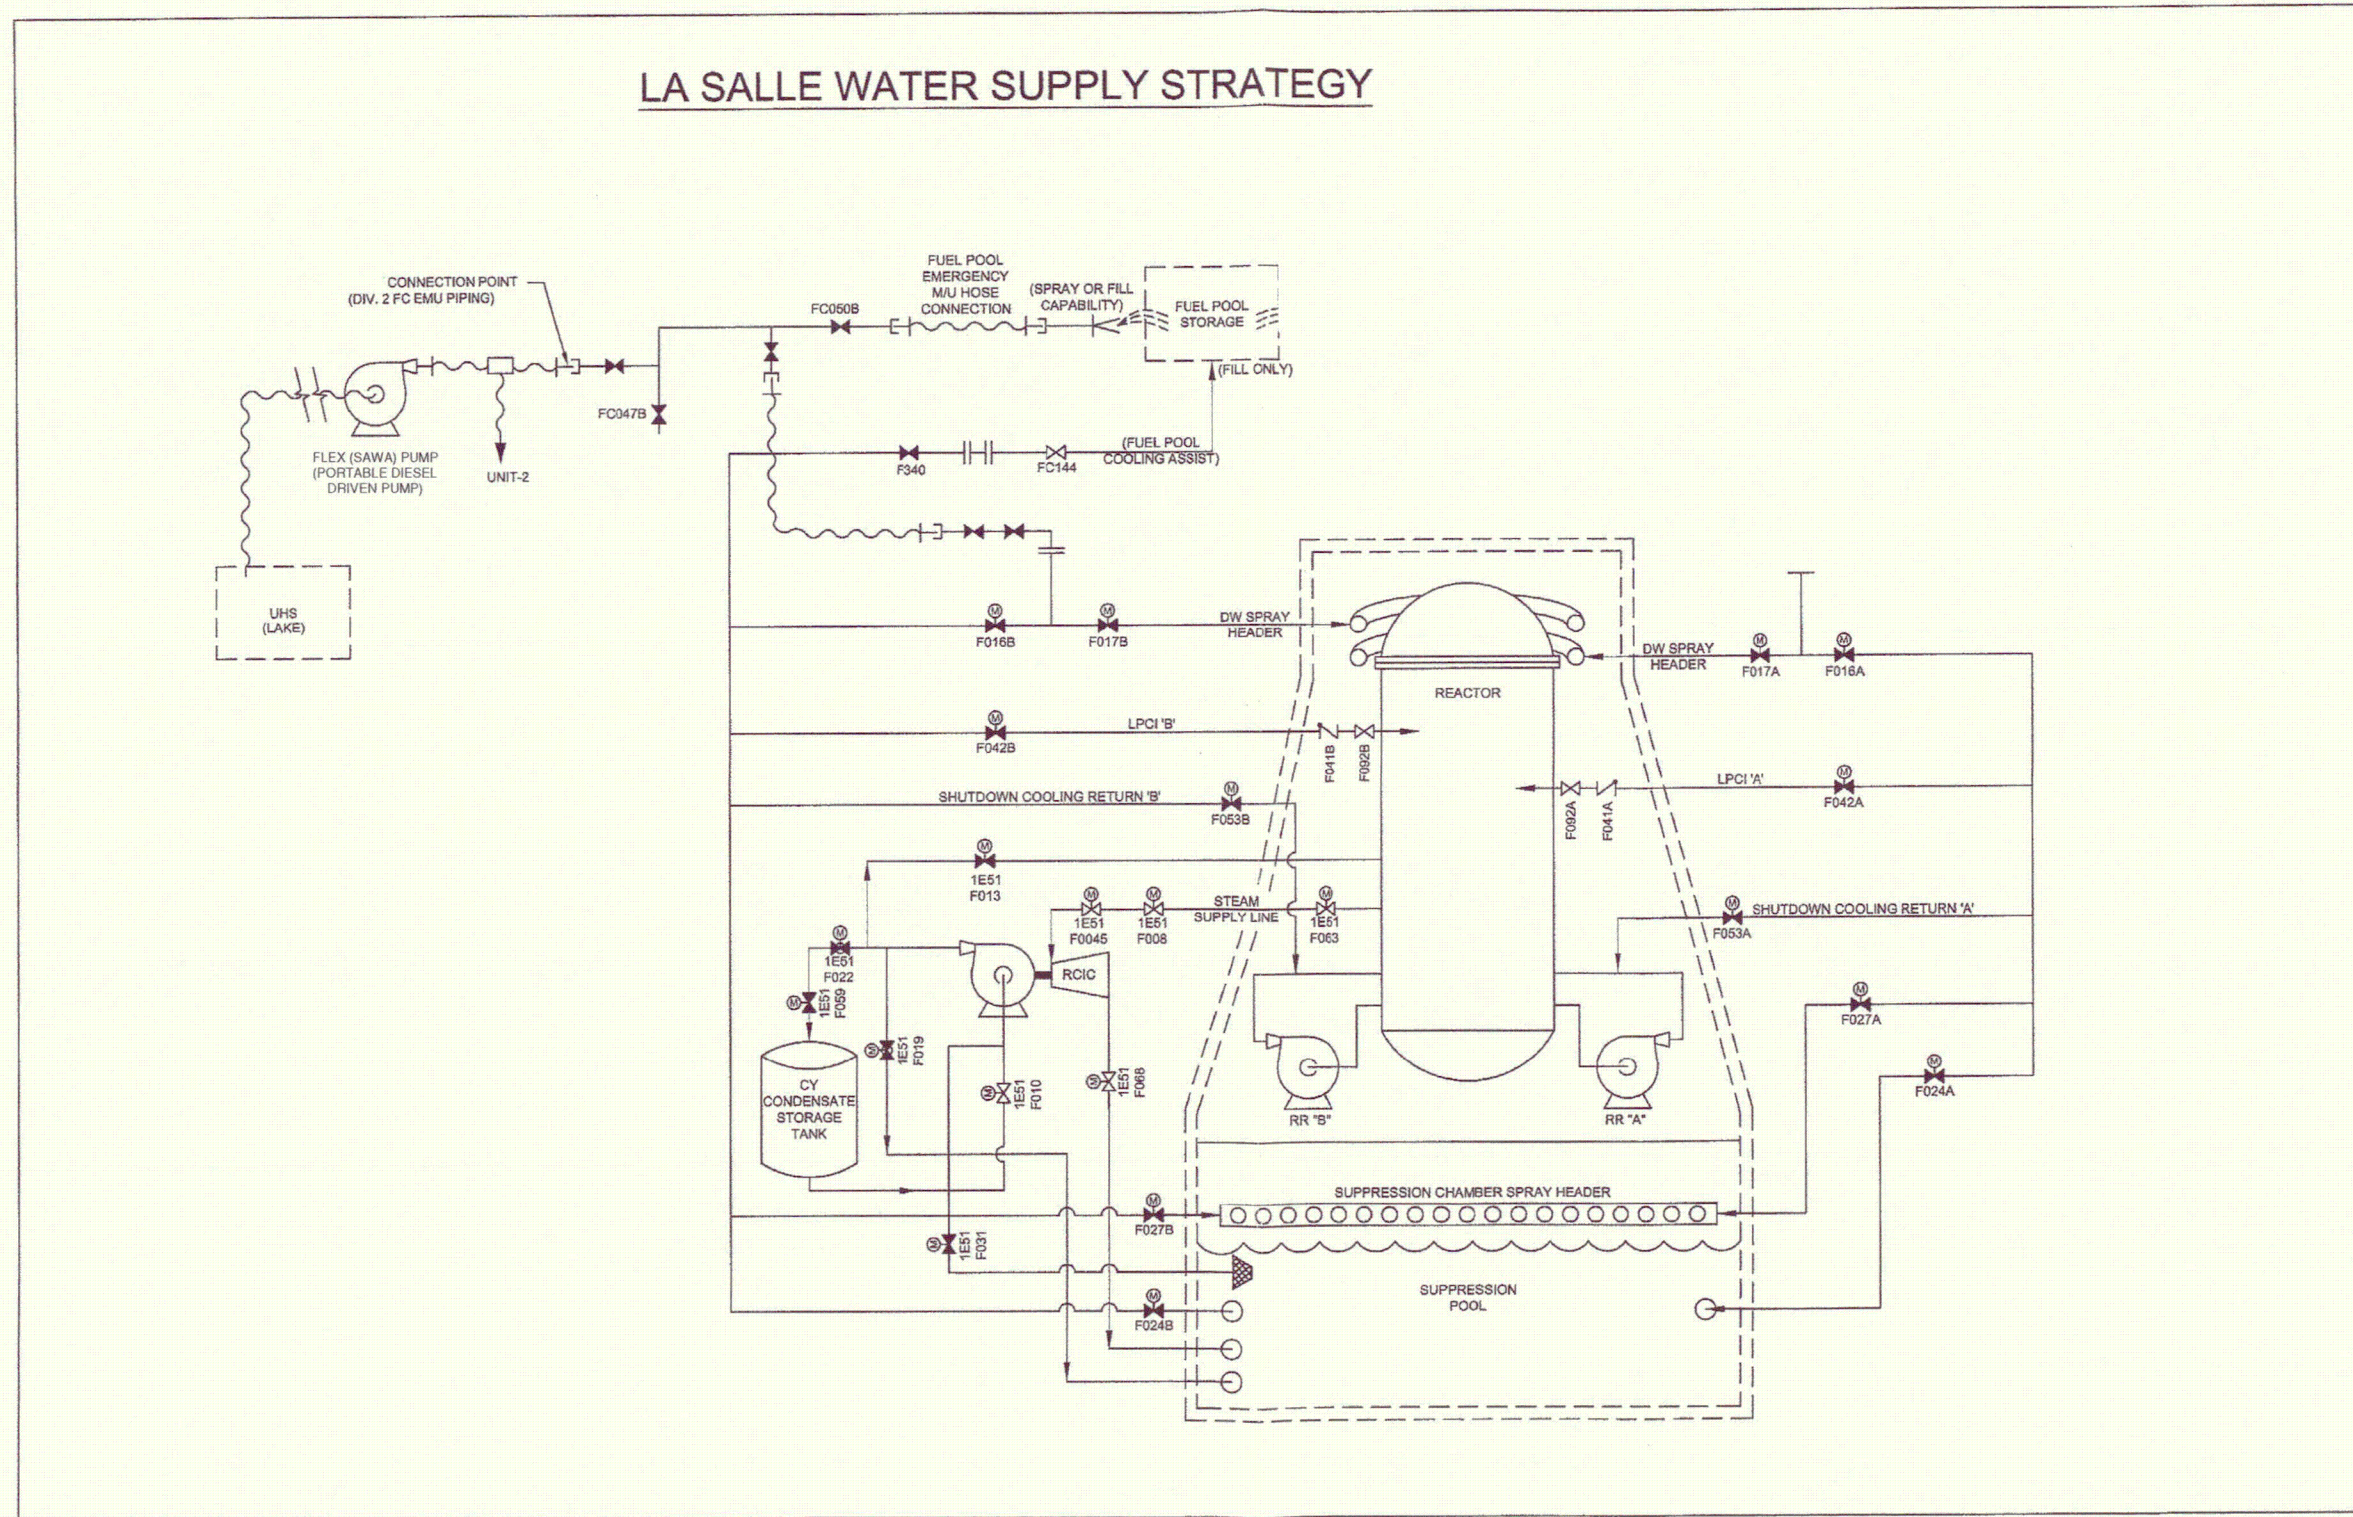 LA SALLE WATER SUPPLY STRATEGY
CONNECTION POINT
(DIV. 2 FC EMU PIPING)
FUEL POOL
EMERGENCY
M/U HOSE
CONNECTION
(SPRAY OR FILL
CAPABILITY)
FUEL POOL
STORAGE
(FILL ONLY)
FC050B
FC047B
FLEX (SAWA) PUMP
(PORTABLE DIESEL
DRIVEN PUMP)
UNIT-2
F340
FC144
(FUEL POOL
COOLING ASSIST)
UHS
(LAKE)
M
F016B
M
F017B
DW SPRAY
HEADER
DW SPRAY
HEADER
M
F017A
M
F016A
REACTOR
M
F042B
LPCI 'B'
F041B
F092B
F092A
F041A
LPCI 'A'
M
F042A
SHUTDOWN COOLING RETURN 'B'
M
F053B
M
1E51
F013
M
1E51
F0045
M
1E51
F008
STEAM
SUPPLY LINE
M
1E51
F063
M
F053A
SHUTDOWN COOLING RETURN 'A'
M
1E51
F022
M
1E51
F059
RCIC
M
1E51
F019
M
1E51
F010
M
1E51
F068
M
F027A
M
F024A
CY
CONDENSATE
STORAGE
TANK
RR "B"
RR "A"
SUPPRESSION CHAMBER SPRAY HEADER
M
F027B
M
1E51
F031
M
F024B
SUPPRESSION
POOL